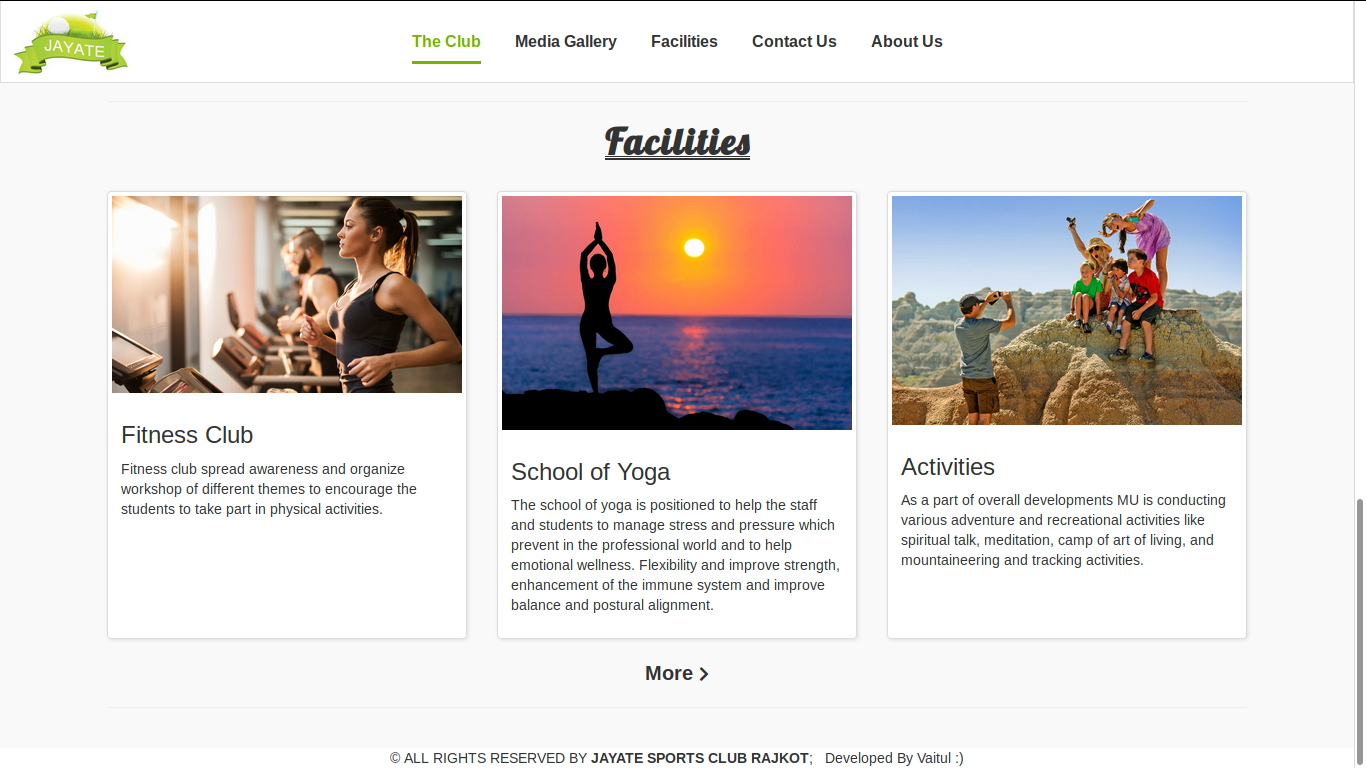 JAYATE
The Club
Media Gallery
Facilities
Contact Us
About Us
Facilities
Fitness Club
Fitness club spread awareness and organize
workshop of different themes to encourage the
students to take part in physical activities.
School of Yoga
The school of yoga is positioned to help the staff
and students to manage stress and pressure which
prevent in the professional world and to help
emotional wellness. Flexibility and improve strength,
enhancement of the immune system and improve
balance and postural alignment.
Activities
As a part of overall developments MU is conducting
various adventure and recreational activities like
spiritual talk, meditation, camp of art of living, and
mountaineering and tracking activities.
More
© ALL RIGHTS RESERVED BY JAYATE SPORTS CLUB RAJKOT; Developed By Vaitul :)